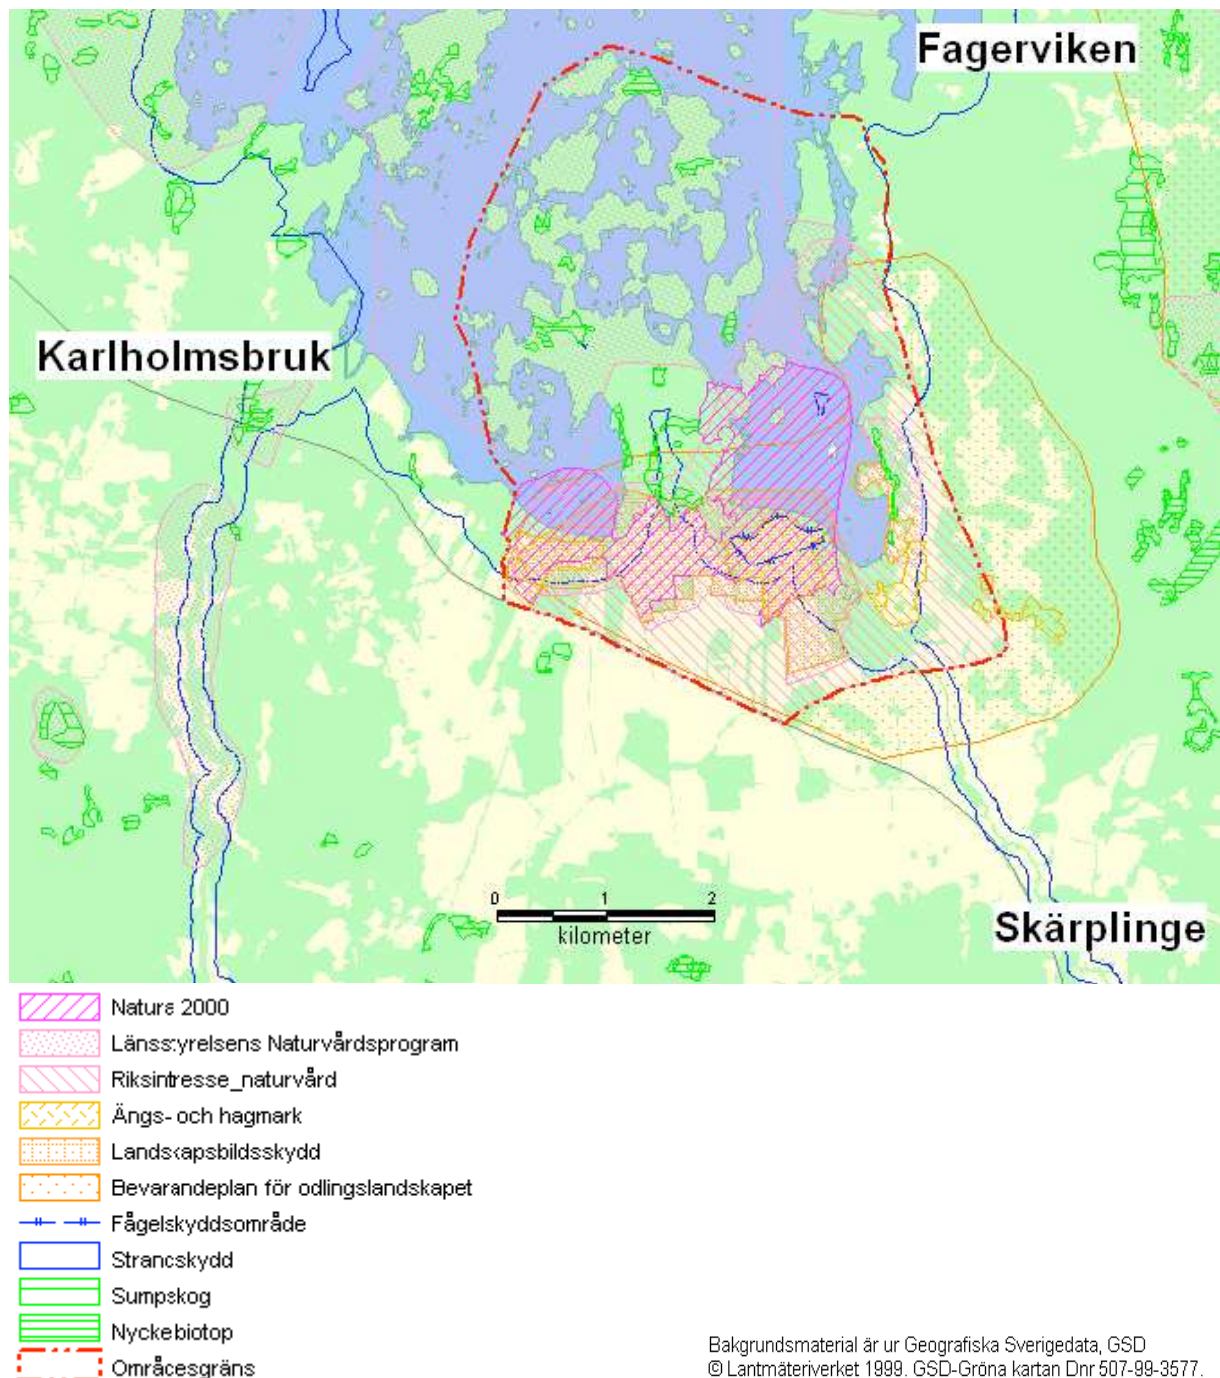 Fagerviken
Karlholmsbruk
0 1 2
kilometer
Skärplinge
Natura 2000
Länsstyrelsens Naturvårdsprogram
Riksintresse_naturvård
Ängs- och hagmark
Landskapsbildsskydd
Bevarandeplan för odlingslandskapet
Fågelskyddsområde
Strandskydd
Sumpskog
Nyckelbiotop
Områdesgräns
Bakgrundsmaterial är ur Geografiska Sverigedata, GSD
© Lantmäteriverket 1999. GSD-Gröna kartan Dnr 507-99-3577.